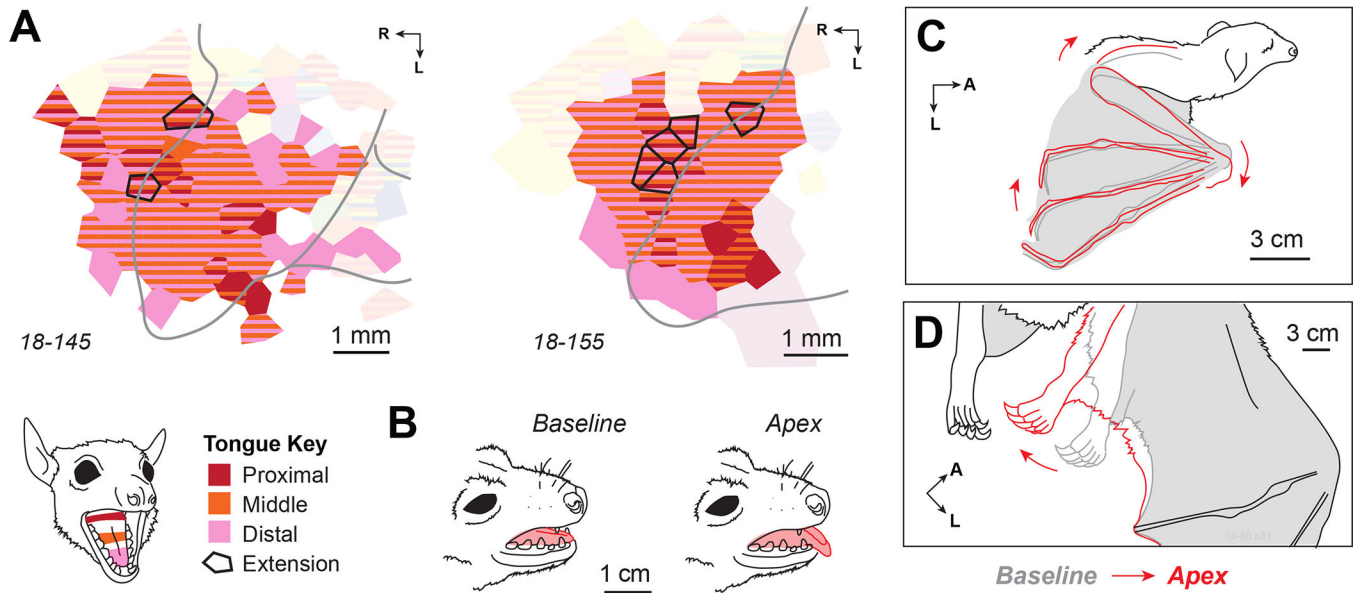 A
R
L
18-145
1 mm
R
L
18-155
1 mm
Tongue Key
Proximal
Middle
Distal
Extension
B
Baseline
Apex
1 cm
C
A
L
3 cm
D
3 cm
A
L
Baseline → Apex